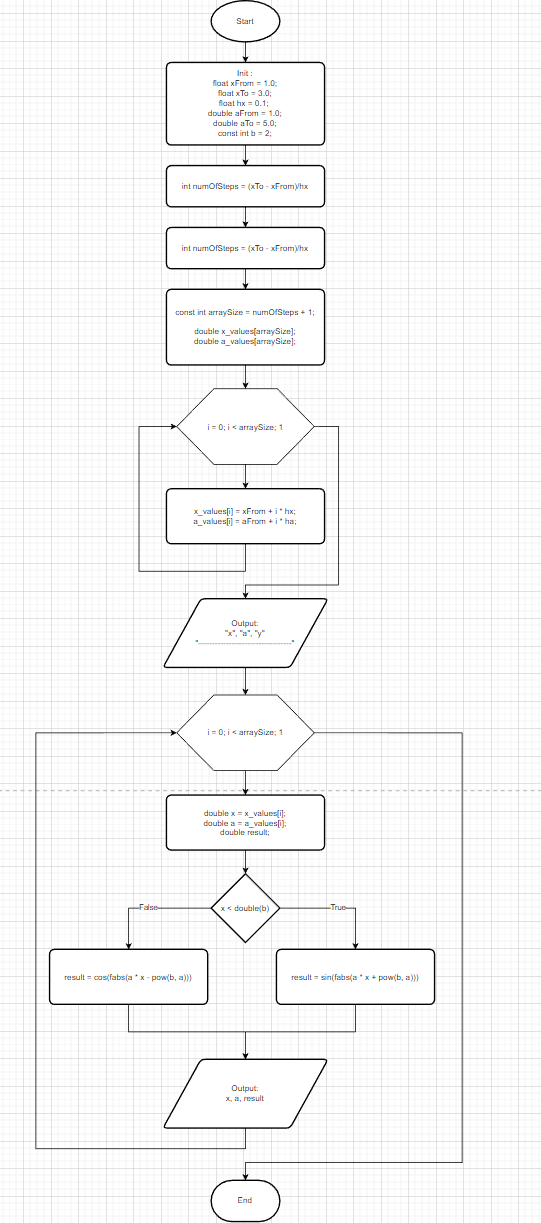 Start
Init :
float xFrom = 1.0;
float xTo = 3.0;
float hx = 0.1;
double aFrom = 1.0;
double aTo = 5.0;
const int b = 2;
int numOfSteps = (xTo - xFrom)/hx
int numOfSteps = (xTo - xFrom)/hx
const int arraySize = numOfSteps + 1;
double x_values[arraySize];
double a_values[arraySize];
i = 0; i < arraySize; 1
x_values[i] = xFrom + i * hx;
a_values[i] = aFrom + i * ha;
Output:
"x", "a", "y"
"----------------------------------------"
i = 0; i < arraySize; 1
double x = x_values[i];
double a = a_values[i];
double result;
x < double(b)
False
True
result = cos(fabs(a * x - pow(b, a)))
result = sin(fabs(a * x + pow(b, a)))
Output:
x, a, result
End